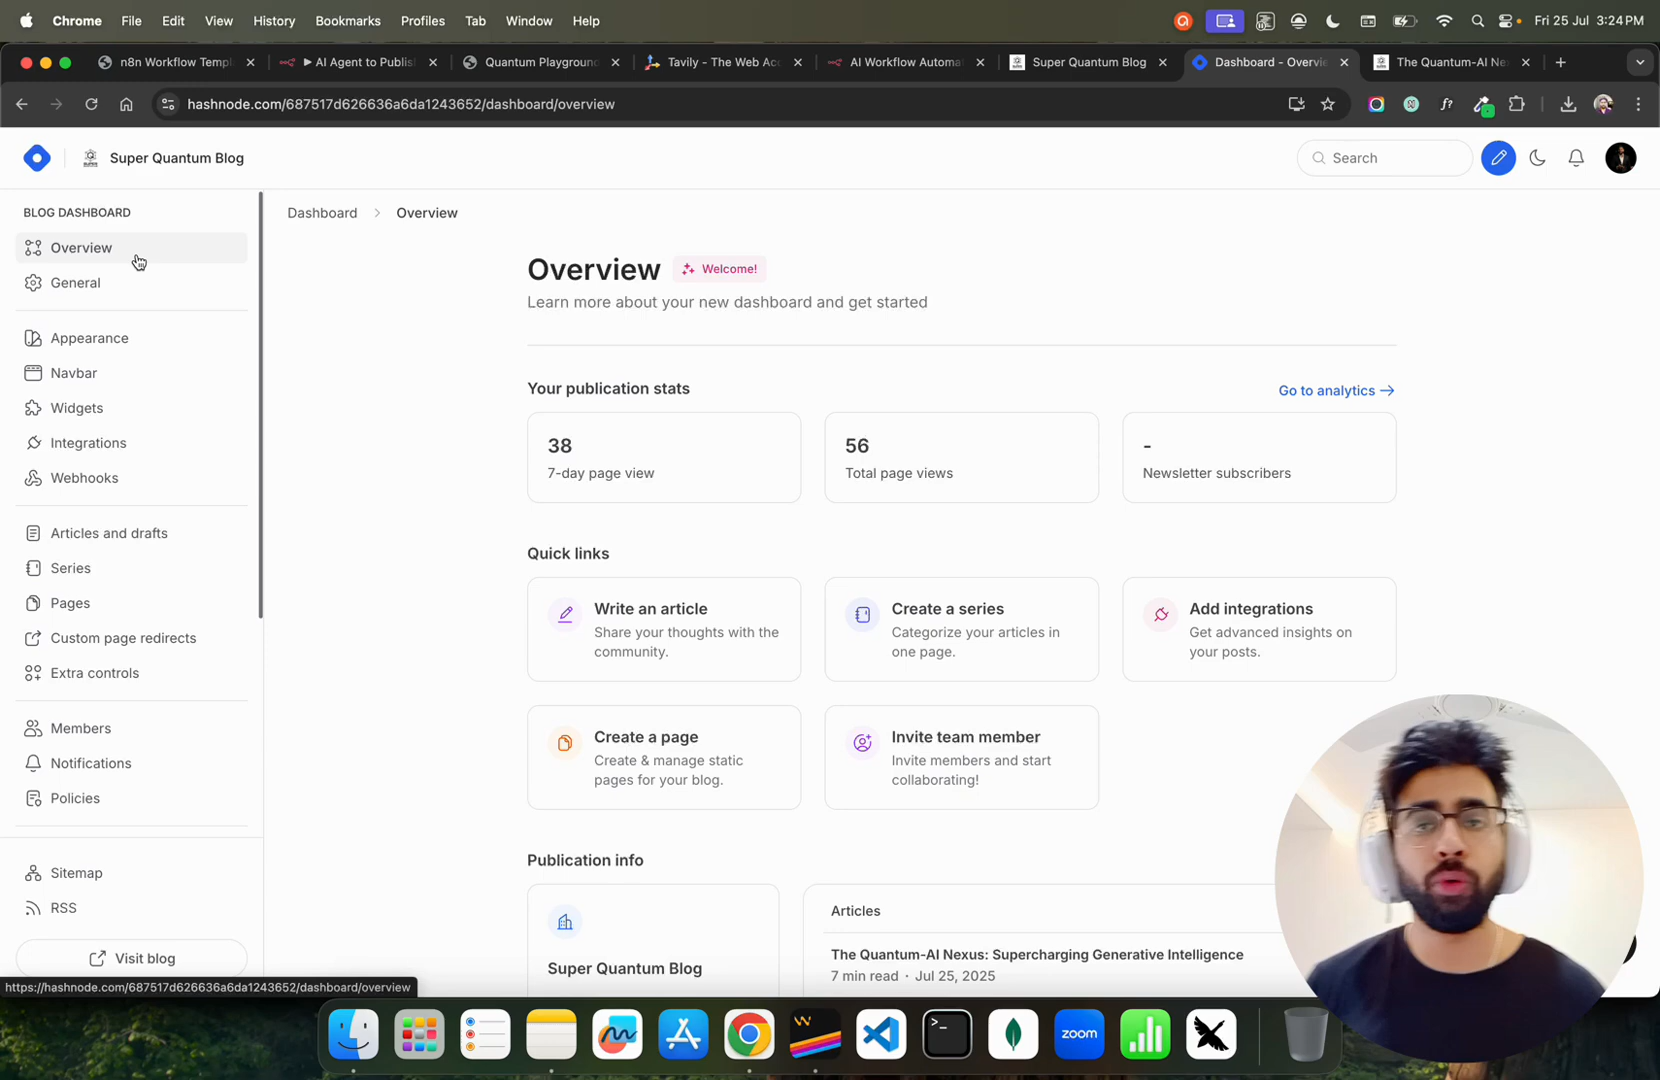 Chrome File Edit View History Bookmarks Profiles Tab Window Help Fri 25 Jul 3:24PM
n8n Workflow Temp AI Agent to Publis Quantum Playgroun Tavily - The Web Ac AI Workflow Automa Super Quantum Blog Dashboard - Overvi The Quantum-AI Ne
hashnode.com/687517d626636a6da1243652/dashboard/overview
Super Quantum Blog
Search
BLOG DASHBOARD
Overview
General
Appearance
Navbar
Widgets
Integrations
Webhooks
Articles and drafts
Series
Pages
Custom page redirects
Extra controls
Members
Notifications
Policies
Sitemap
RSS
Visit blog
https://hashnode.com/687517d626636a6da1243652/dashboard/overview
Dashboard > Overview
Overview Welcome!
Learn more about your new dashboard and get started
Your publication stats
Go to analytics →
38
7-day page view
56
Total page views
-
Newsletter subscribers
Quick links
Write an article
Share your thoughts with the
community.
Create a series
Categorize your articles in
one page.
Add integrations
Get advanced insights on
your posts.
Create a page
Create & manage static
pages for your blog.
Invite team member
Invite members and start
collaborating!
Publication info
Super Quantum Blog
Articles
The Quantum-AI Nexus: Supercharging Generative Intelligence
7 min read · Jul 25, 2025
zoom